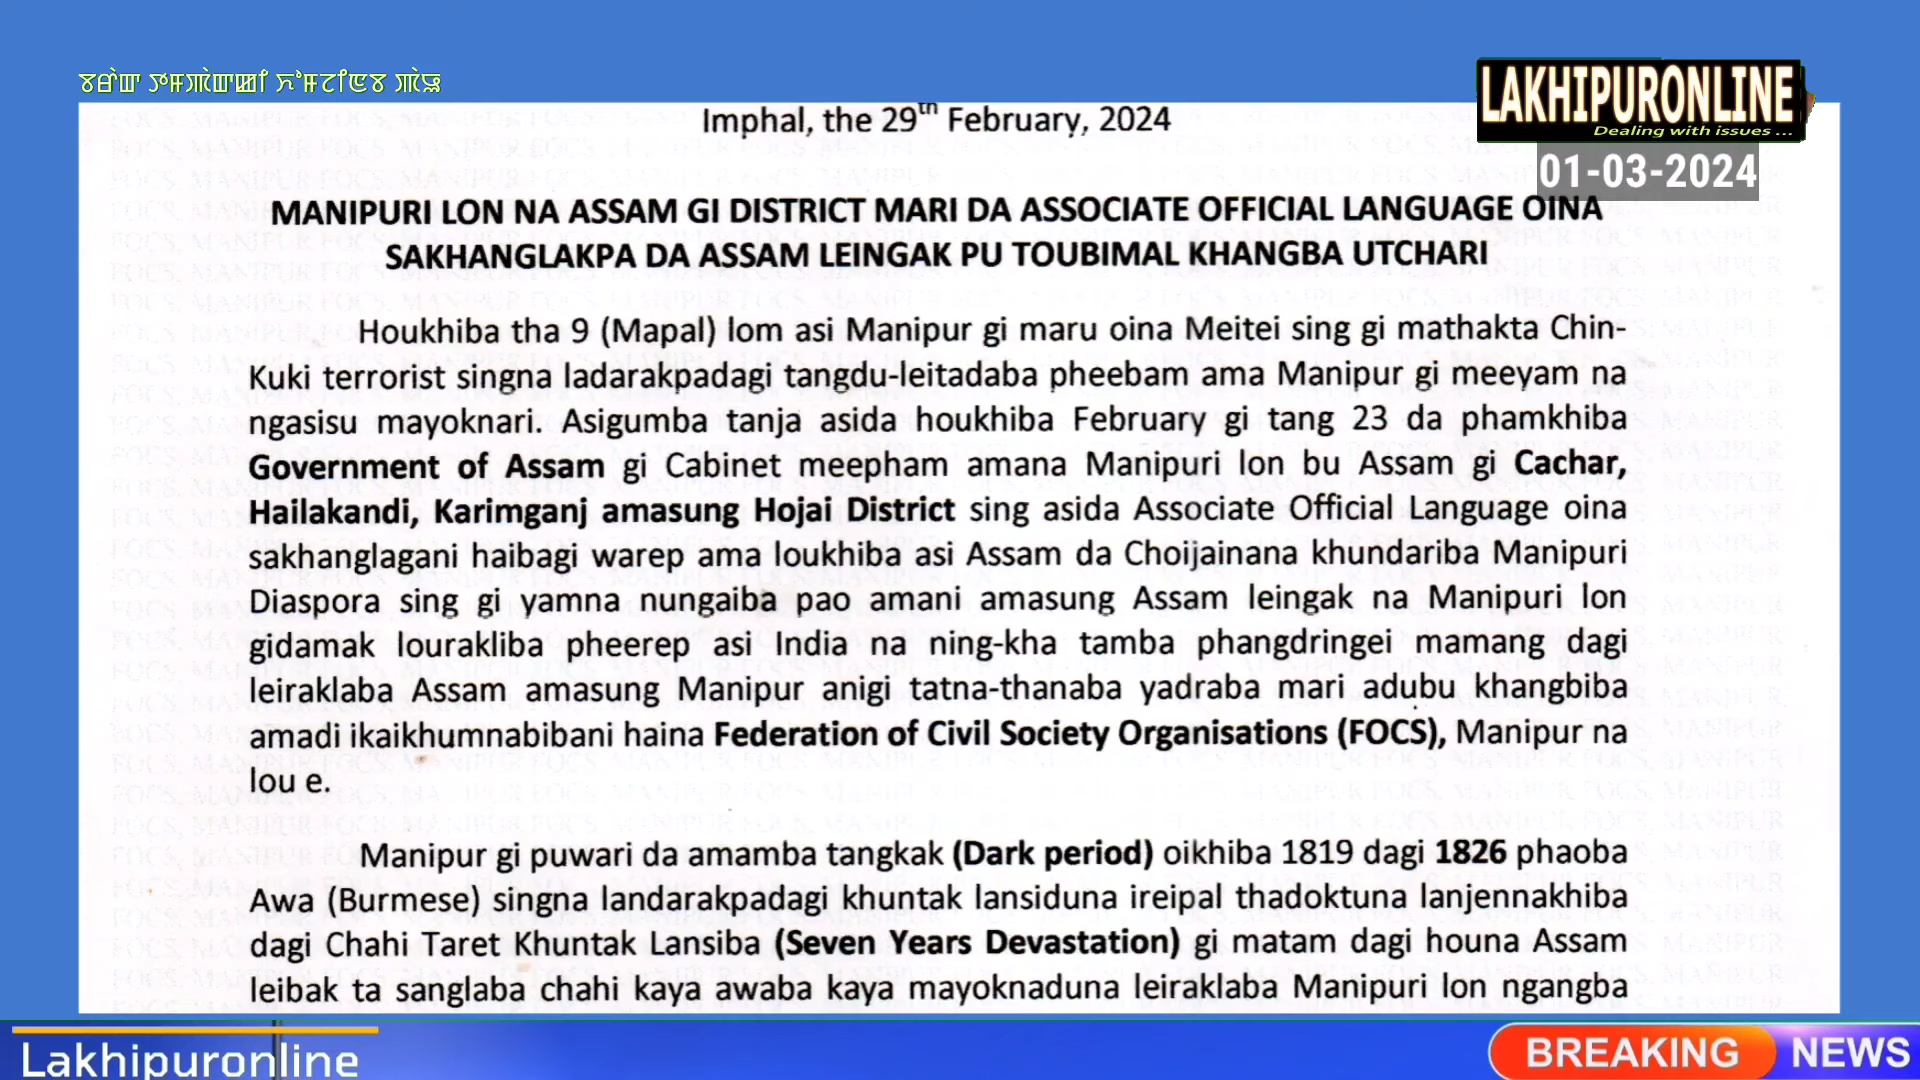 LAKHIPURONLINE
Dealing with issues ...
01-03-2024
Imphal, the 29th February, 2024
MANIPURI LON NA ASSAM GI DISTRICT MARI DA ASSOCIATE OFFICIAL LANGUAGE OINA
SAKHANGLAKPA DA ASSAM LEINGAK PU TOUBIMAL KHANGBA UTCHARI
Houkhiba tha 9 (Mapal) lom asi Manipur gi maru oina Meitei sing gi mathakta Chin-
Kuki terrorist singna ladarakpadagi tangdu-leitadaba pheebam ama Manipur gi meeyam na
ngasisu mayoknari. Asigumba tanja asida houkhiba February gi tang 23 da phamkhiba
Government of Assam gi Cabinet meepham amana Manipuri lon bu Assam gi Cachar,
Hailakandi, Karimganj amasung Hojai District sing asida Associate Official Language oina
sakhanglagani haibagi warep ama loukhiba asi Assam da Choijainana khundariba Manipuri
Diaspora sing gi yamna nungaiba pao amani amasung Assam leingak na Manipuri lon
gidamak lourakliba pheerep asi India na ning-kha tamba phangdringei mamang dagi
leiraklaba Assam amasung Manipur anigi tatna-thanaba yadraba mari adubu khangbiba
amadi ikaikhumnabibani haina Federation of Civil Society Organisations (FOCS), Manipur na
lou e.
Manipur gi puwari da amamba tangkak (Dark period) oikhiba 1819 dagi 1826 phaoba
Awa (Burmese) singna landarakpadagi khuntak lansiduna ireipal thadoktuna lanjennakhiba
dagi Chahi Taret Khuntak Lansiba (Seven Years Devastation) gi matam dagi houna Assam
leibak ta sanglaba chahi kaya awaba kaya mayoknaduna leiraklaba Manipuri lon ngangba
Lakhipuronline
BREAKING NEWS